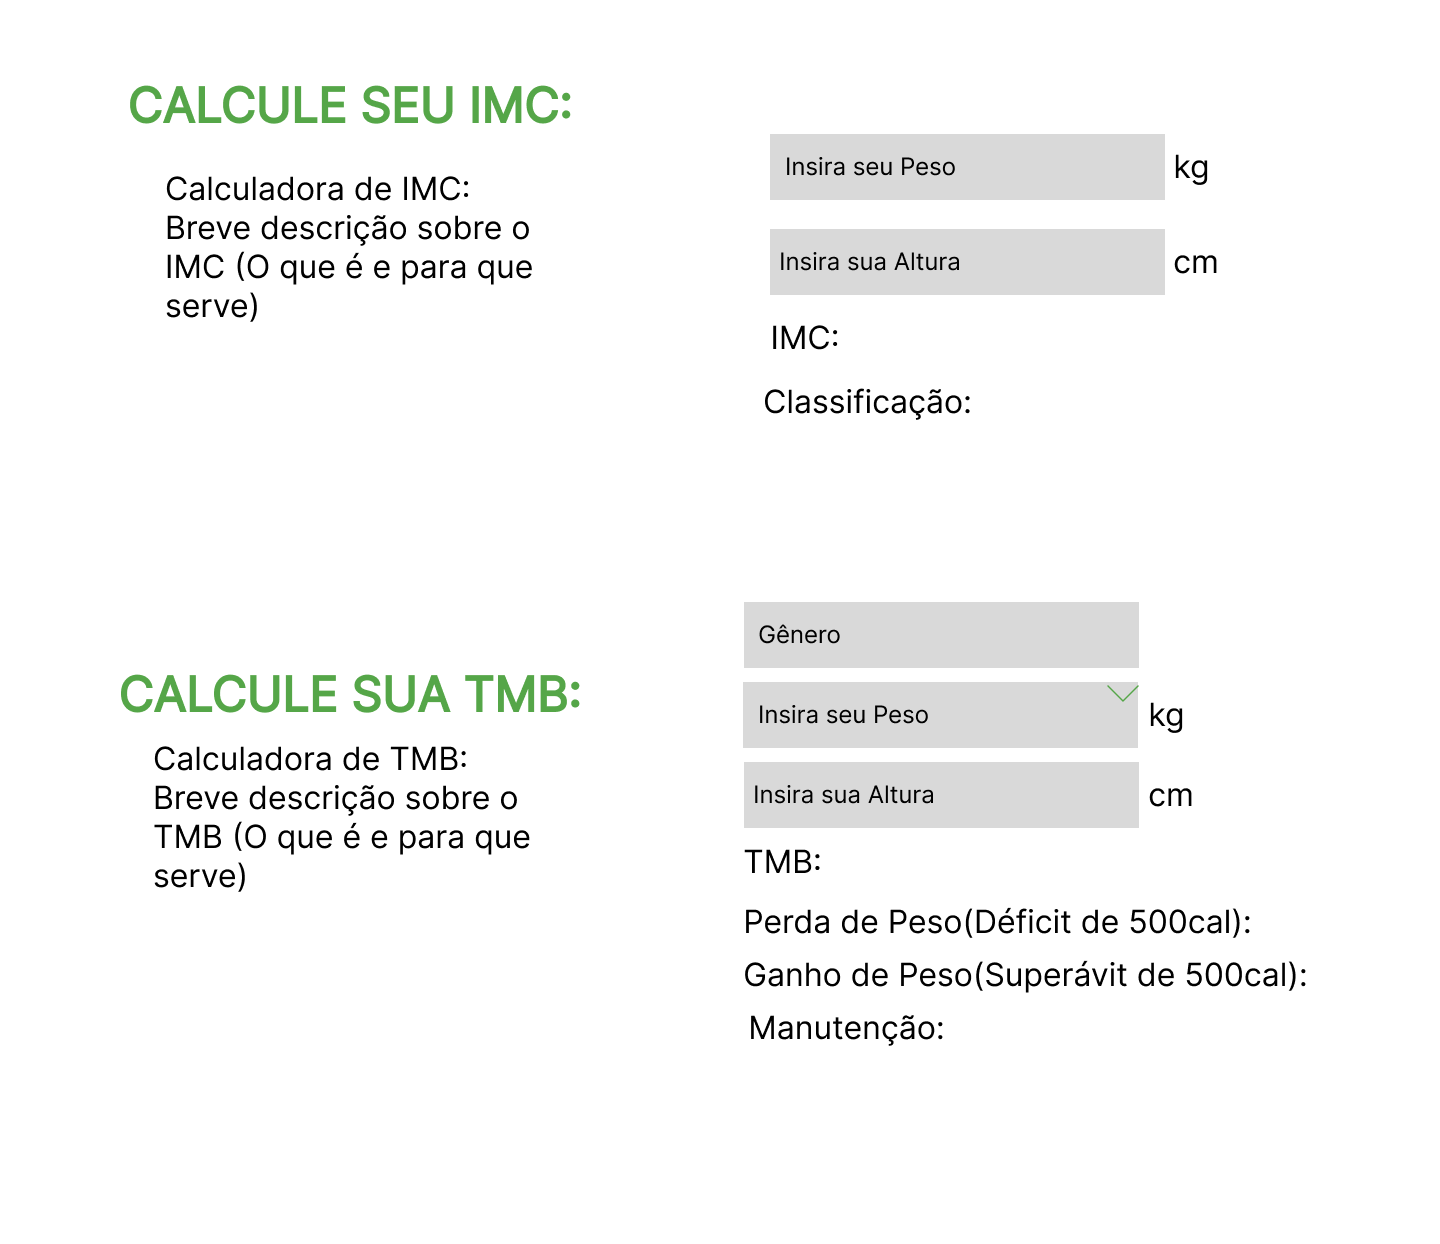 CALCULE SEU IMC:
Calculadora de IMC:
Breve descrição sobre o
IMC (O que é e para que
serve)
Insira seu Peso
kg
Insira sua Altura
cm
IMC:
Classificação:
CALCULE SUA TMB:
Calculadora de TMB:
Breve descrição sobre o
TMB (O que é e para que
serve)
Gênero
Insira seu Peso
kg
Insira sua Altura
cm
TMB:
Perda de Peso(Déficit de 500cal):
Ganho de Peso(Superávit de 500cal):
Manutenção: